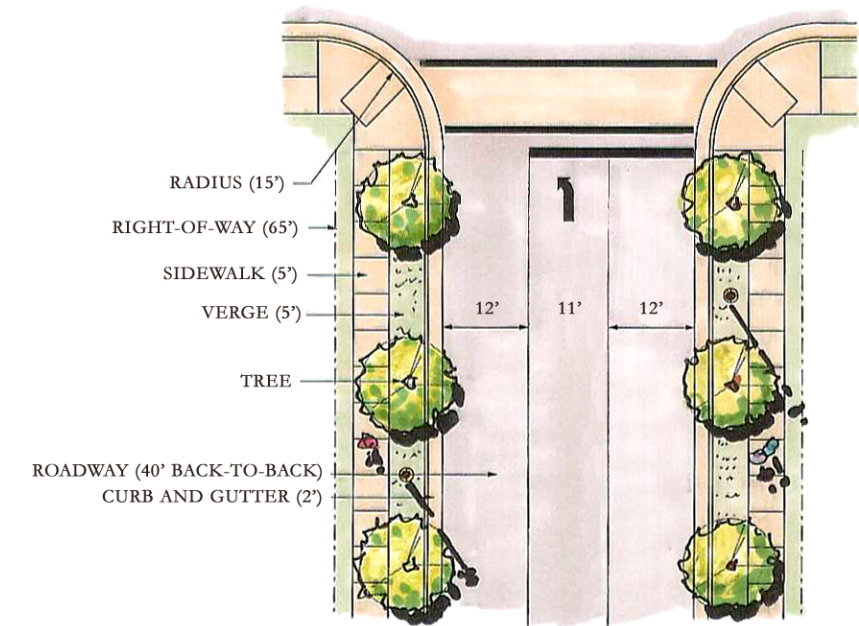 RADIUS (15’)
RIGHT-OF-WAY (65’)
SIDEWALK (5’)
VERGE (5’)
12’ 11’ 12’
TREE
ROADWAY (40’ BACK-TO-BACK)
CURB AND GUTTER (2’)